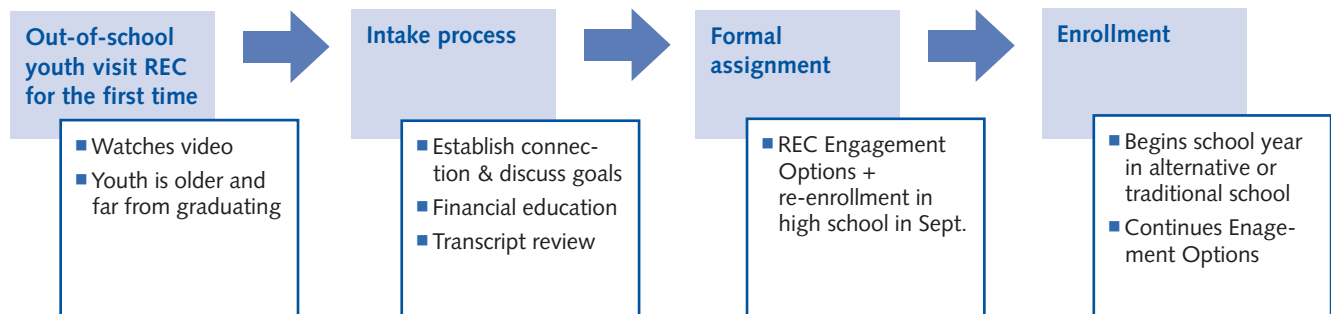 Out-of-school
youth visit REC
for the first time
■ Watches video
■ Youth is older and
far from graduating
Intake process
■ Establish connec-
tion & discuss goals
■ Financial education
■ Transcript review
Formal
assignment
■ REC Engagement
Options +
re-enrollment in
high school in Sept.
Enrollment
■ Begins school year
in alternative or
traditional school
■ Continues Enage-
ment Options